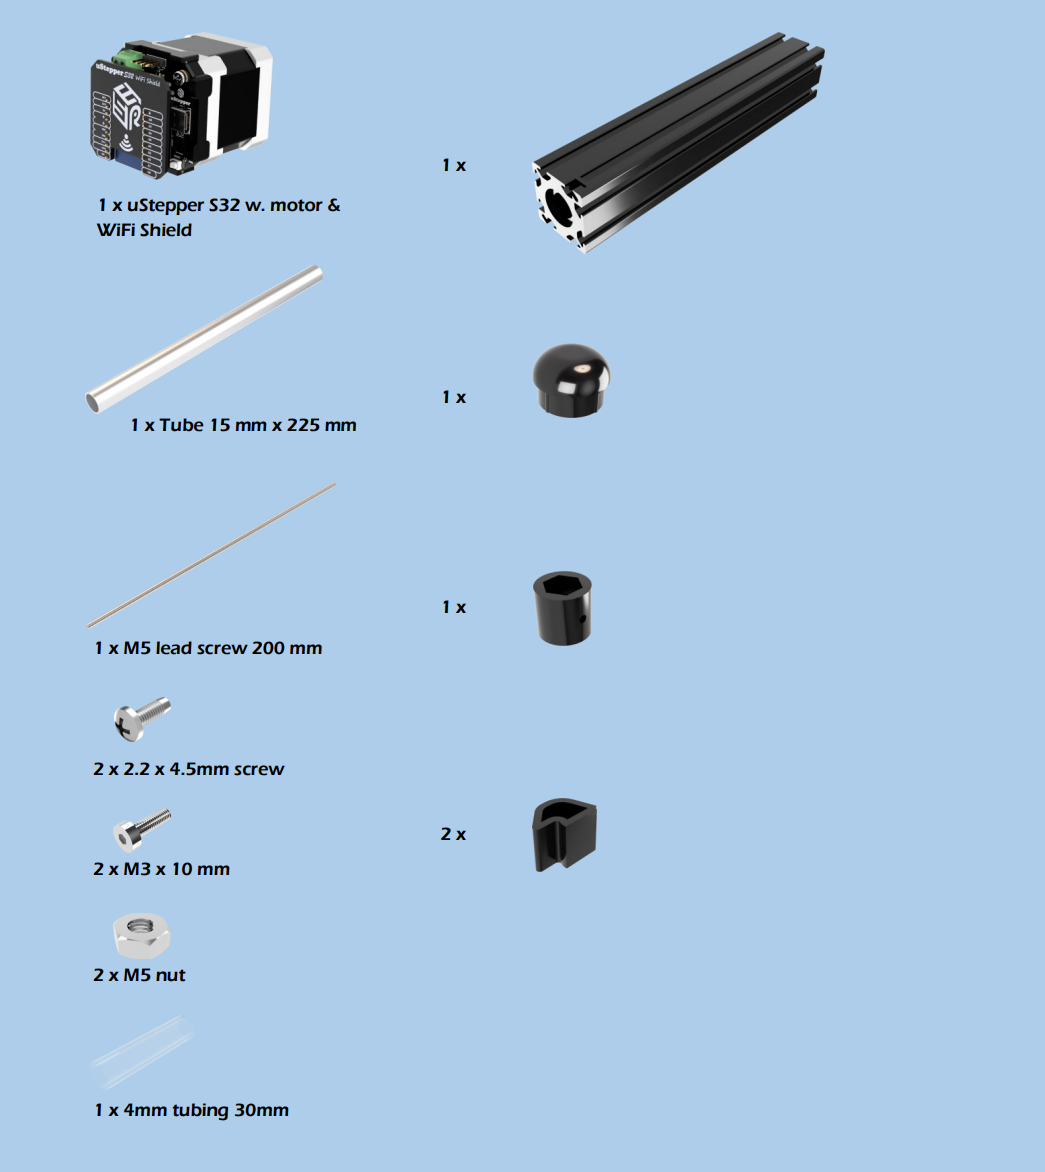 uStepper S32 WiFi Shield
uStepper
1 x uStepper S32 w. motor &
WiFi Shield
1 x Tube 15 mm x 225 mm
1 x M5 lead screw 200 mm
2 x 2.2 x 4.5mm screw
2 x M3 x 10 mm
2 x M5 nut
1 x 4mm tubing 30mm
1 x
1 x
1 x
2 x